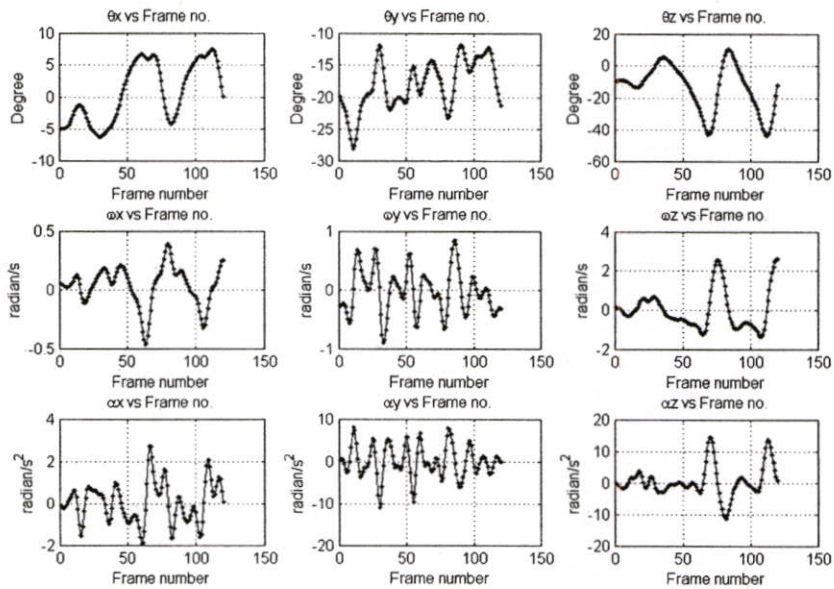 θx vs Frame no.
10
5
0
-5
-10
Degree
0 50 100 150
Frame number
θy vs Frame no.
-10
-15
-20
-25
-30
Degree
0 50 100 150
Frame number
θz vs Frame no.
20
0
-20
-40
-60
Degree
0 50 100 150
Frame number
ωx vs Frame no.
0.5
0
-0.5
radian/s
0 50 100 150
Frame number
ωy vs Frame no.
1
0
-1
radian/s
0 50 100 150
Frame number
ωz vs Frame no.
4
2
0
-2
radian/s
0 50 100 150
Frame number
αx vs Frame no.
4
2
0
-2
radian/s²
0 50 100 150
Frame number
αy vs Frame no.
10
0
-10
-20
radian/s²
0 50 100 150
Frame number
αz vs Frame no.
20
10
0
-10
-20
radian/s²
0 50 100 150
Frame number